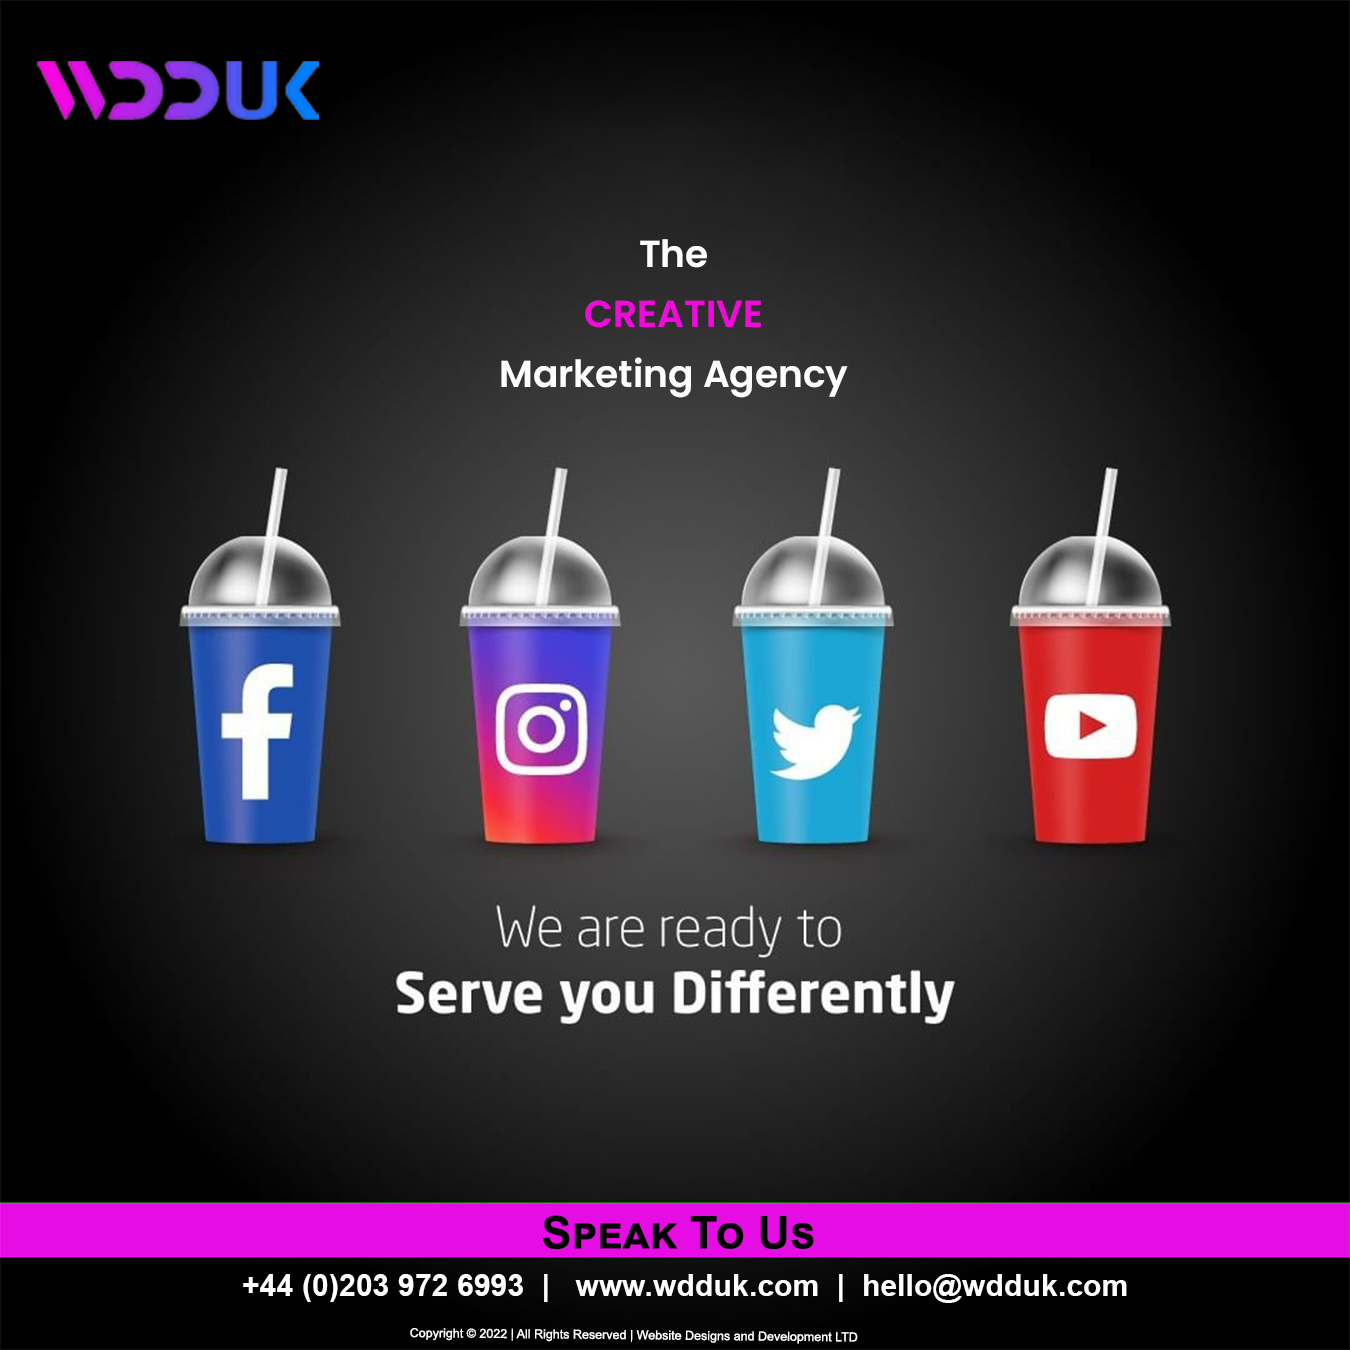 WDDUK
The
CREATIVE
Marketing Agency
We are ready to
Serve you Differently
Speak To Us
+44 (0)203 972 6993 | www.wdduk.com | hello@wdduk.com
Copyright © 2022 | All Rights Reserved | Website Designs and Development LTD